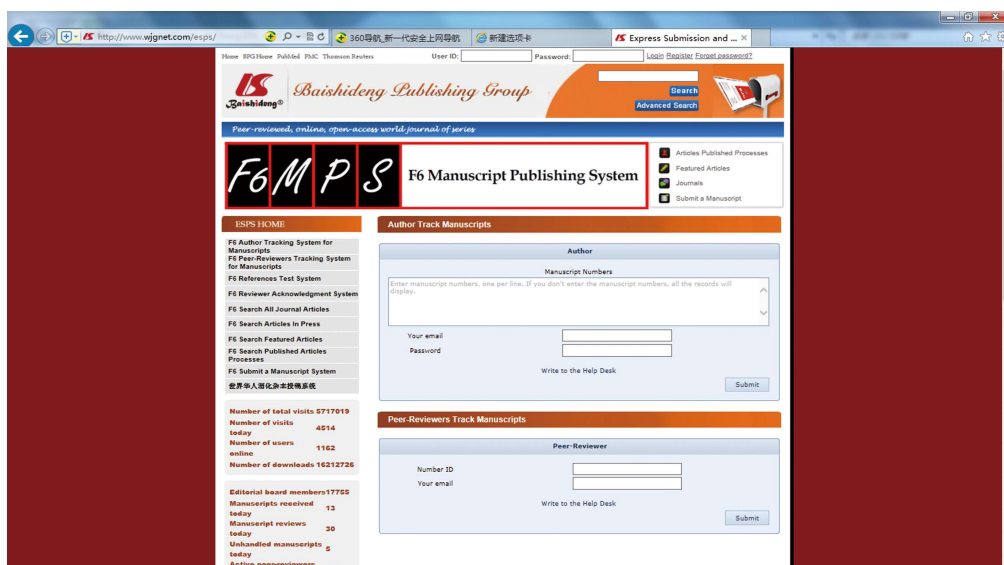 http://www.wjgnet.com/esps/
360导航_新一代安全上网导航
新建选项卡
Express Submission and ...
Home BPG Home Pubmed PMC Thomson Reuters
User ID:
Password:
Login Register Forget password?
Baishideng®
Baishideng Publishing Group
Search
Advanced Search
Peer-reviewed, online, open-access world journal of series
F6 M P S
F6 Manuscript Publishing System
Articles Published Processes
Featured Articles
Journals
Submit a Manuscript
ESPS HOME
F6 Author Tracking System for
Manuscripts
F6 Peer-Reviewers Tracking System
for Manuscripts
F6 References Test System
F6 Reviewer Acknowledgment System
F6 Search All Journal Articles
F6 Search Articles In Press
F6 Search Featured Articles
F6 Search Published Articles
Processes
F6 Submit a Manuscript System
世界华人消化杂志投稿系统
Number of total visits 5717019
Number of visits
today
4514
Number of users
online
1162
Number of downloads 16212726
Editorial board members 17755
Manuscripts received
today
13
Manuscript reviews
today
30
Unhandled manuscripts
today
5
Active peer-reviewers
Author Track Manuscripts
Author
Manuscript Numbers
Enter manuscript numbers, one per line. If you don't enter the manuscript numbers, all the records will
display.
Your email
Password
Write to the Help Desk
Submit
Peer-Reviewers Track Manuscripts
Peer-Reviewer
Number ID
Your email
Write to the Help Desk
Submit